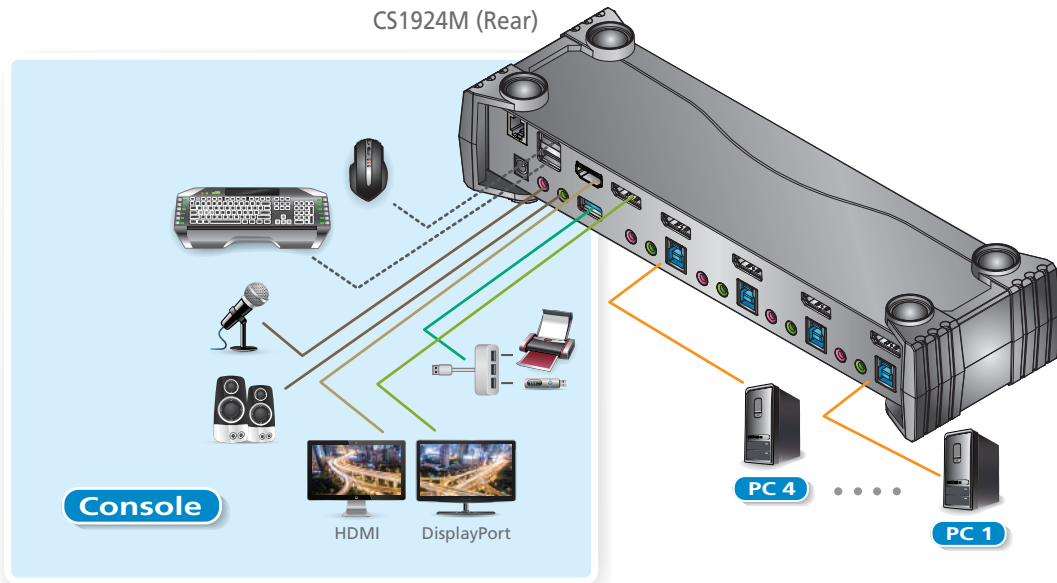 CS1924M (Rear)
HDMI
DisplayPort
Console
PC 4
PC 1